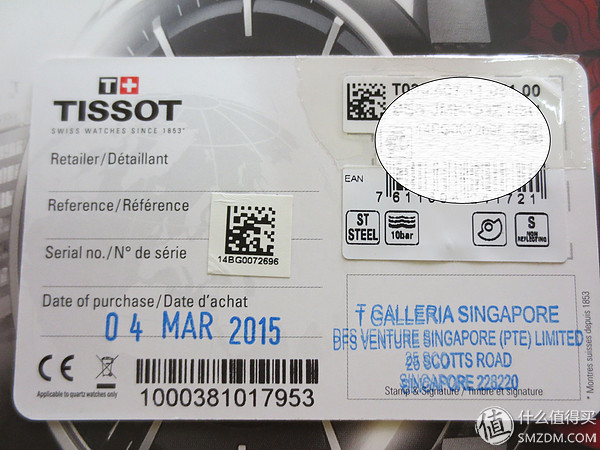 TISSOT
SWISS WATCHES SINCE 1853
Retailer/Détaillant
Reference/Référence
Serial no./N° de série
14BG0072696
Date of purchase/Date d'achat
04 MAR 2015
CE
Applicable to quartz watches only
1000381017953
EAN
ST
STEEL
10bar
S
NON
REFLECTING
T GALLERIA SINGAPORE
DFS VENTURE SINGAPORE (PTE) LIMITED
25 SCOTTS ROAD
SINGAPORE 228220
Stamp & Signature / Timbre et signature
* Montres suisses depuis 1853
值 什么值得买
SMZDM.COM